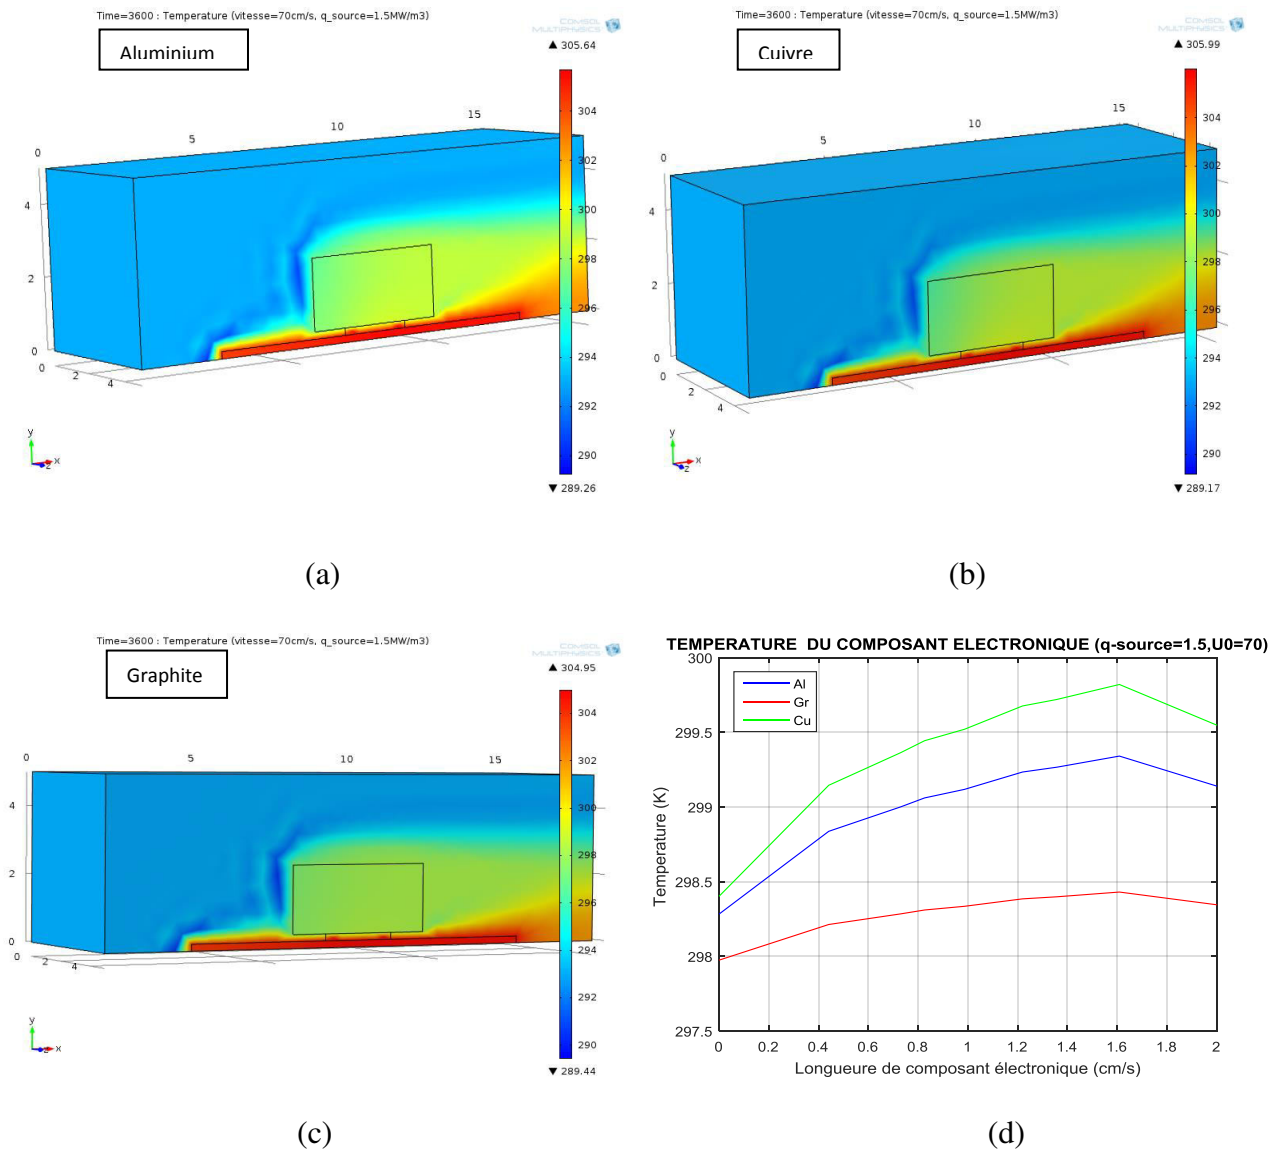 Time=3600 : Temperature (vitesse=70cm/s, q_source=1.5MW/m3)
COMSOL
MULTIPHYSICS
Aluminium
▲ 305.64
0
5
10
15
4
2
0
0
2
4
304
302
300
298
296
294
292
290
▼ 289.26
y
z
x
(a)
Time=3600 : Temperature (vitesse=70cm/s, q_source=1.5MW/m3)
COMSOL
MULTIPHYSICS
Cuivre
▲ 305.99
0
5
10
15
4
2
0
0
2
4
304
302
300
298
296
294
292
290
▼ 289.17
y
z
x
(b)
Time=3600 : Temperature (vitesse=70cm/s, q_source=1.5MW/m3)
COMSOL
MULTIPHYSICS
Graphite
▲ 304.95
0
5
10
15
4
2
0
0
2
4
304
302
300
298
296
294
292
290
▼ 289.44
y
z
x
(c)
TEMPERATURE DU COMPOSANT ELECTRONIQUE (q-source=1.5,U0=70)
Al
Gr
Cu
300
299.5
299
298.5
298
297.5
Temperature (K)
0 0.2 0.4 0.6 0.8 1 1.2 1.4 1.6 1.8 2
Longueure de composant électronique (cm/s)
(d)